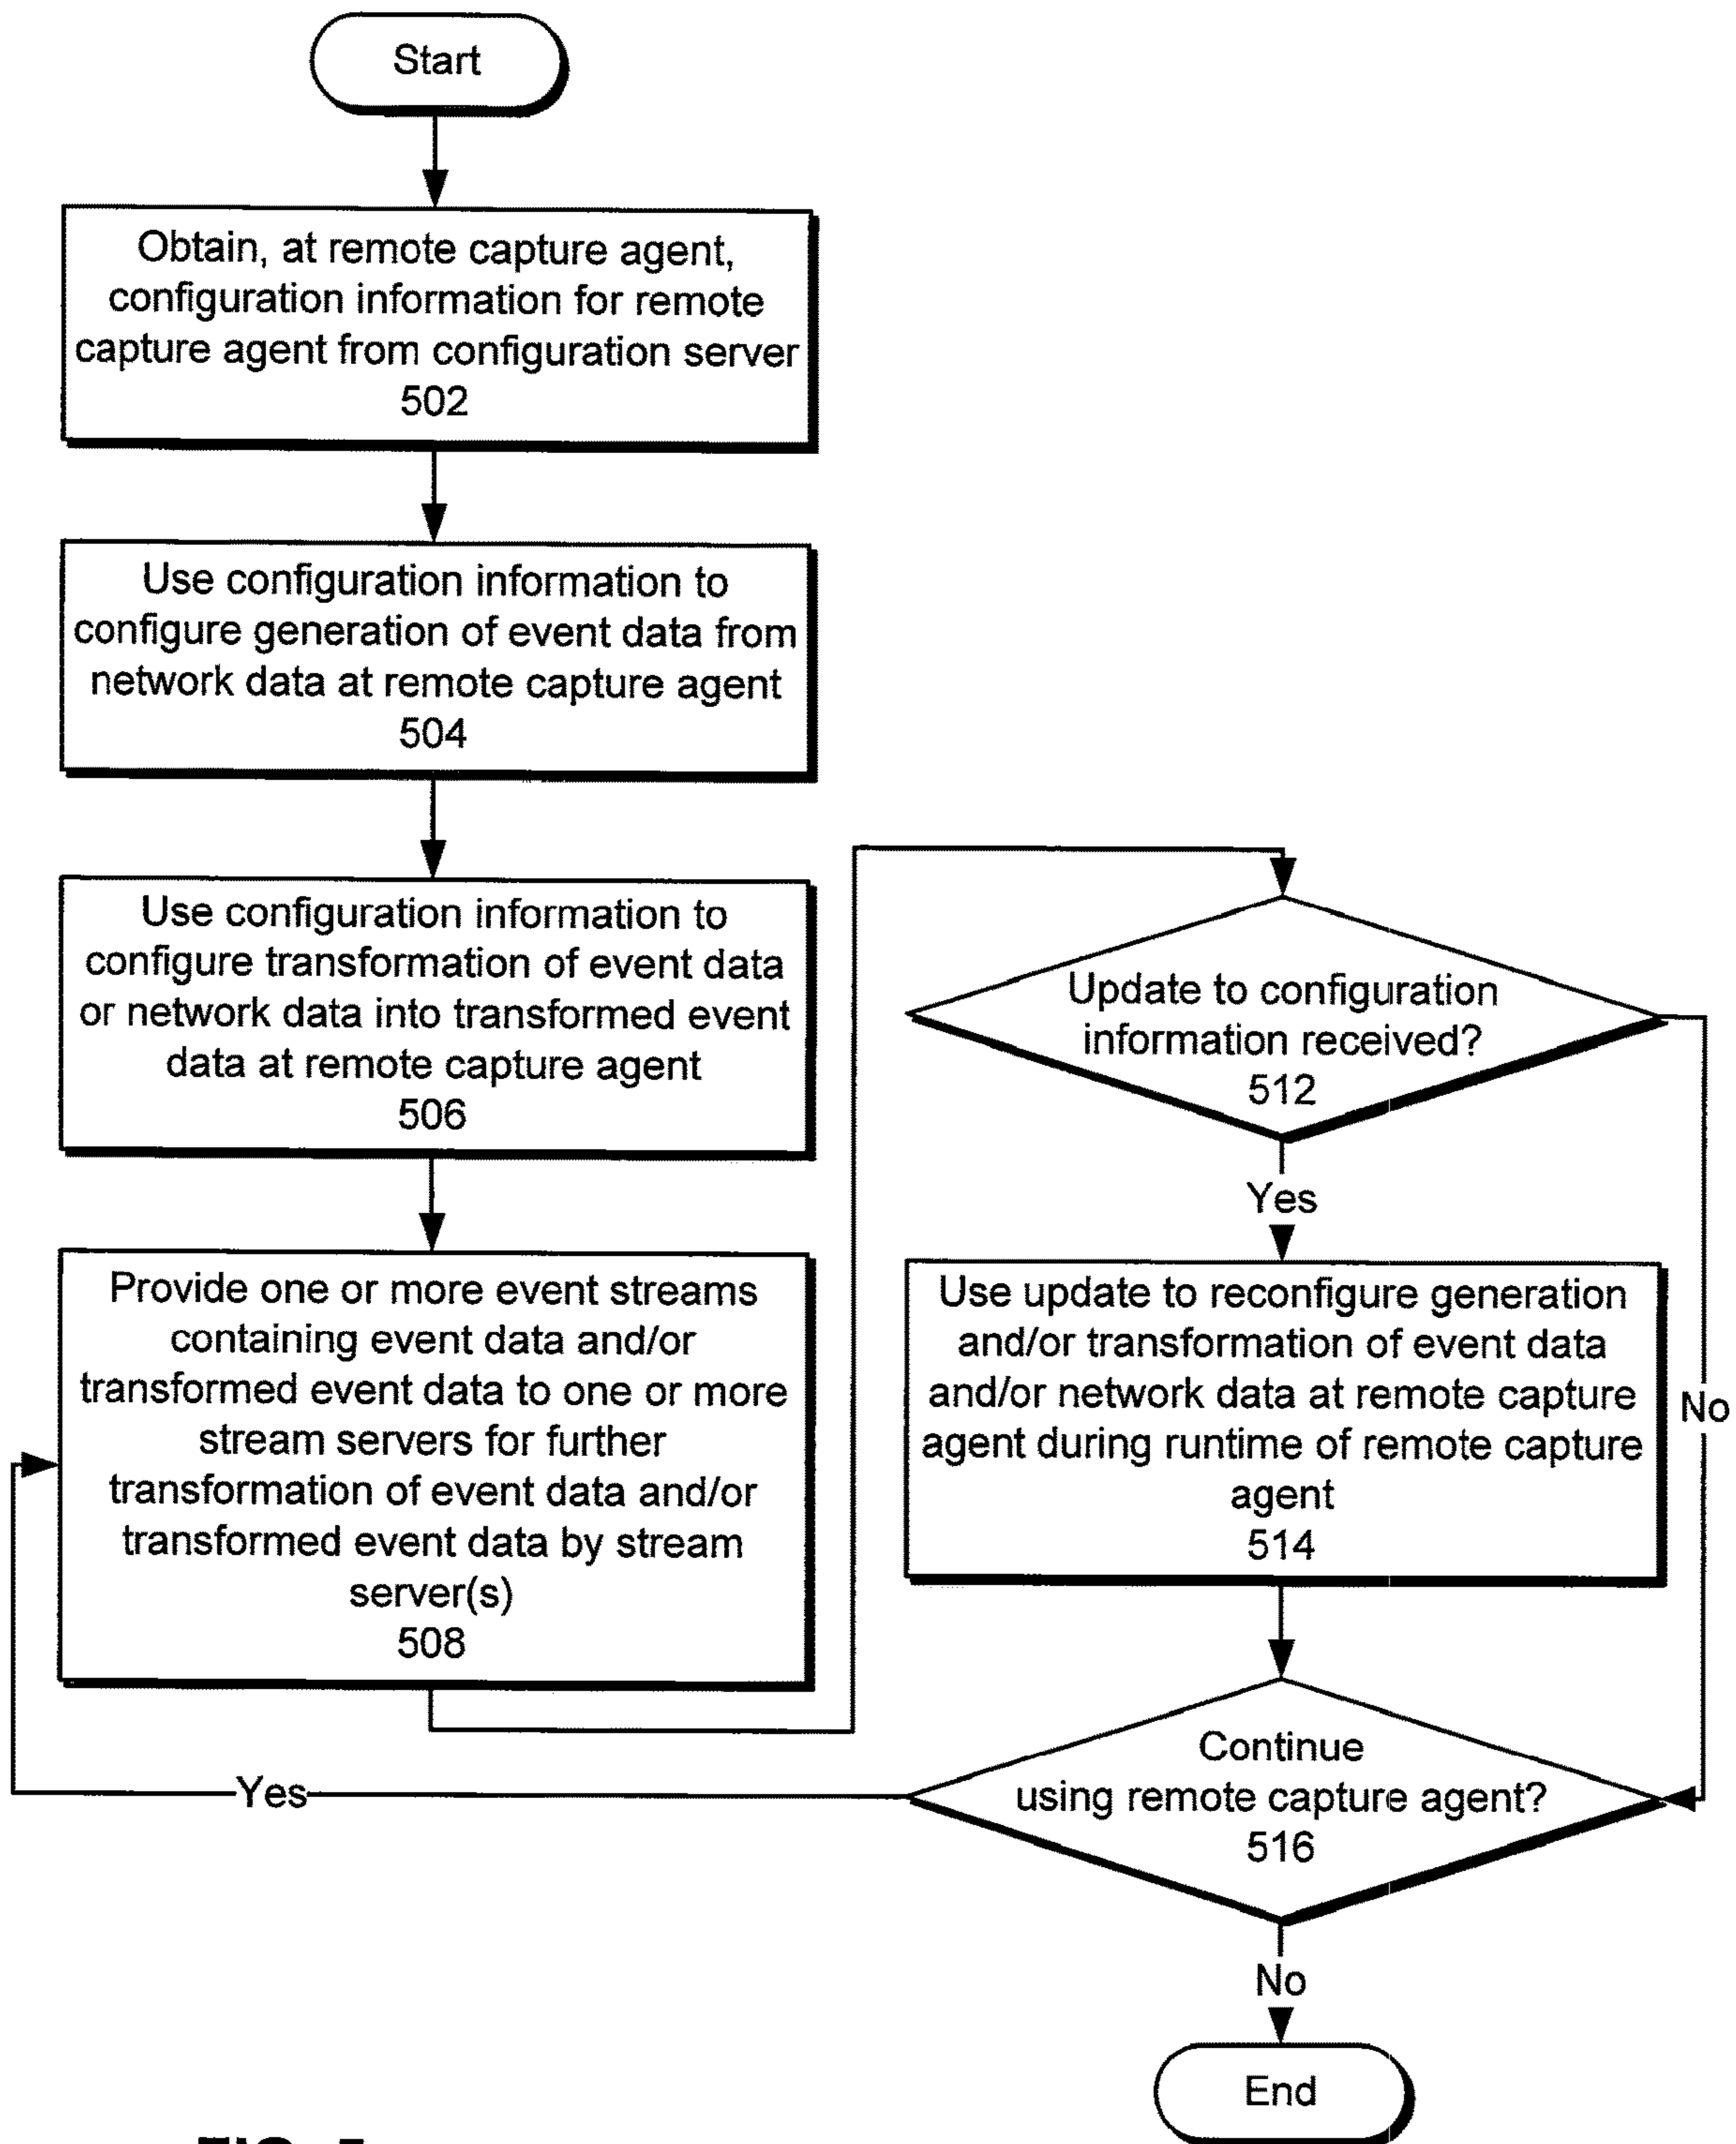 Start
Obtain, at remote capture agent,
configuration information for remote
capture agent from configuration server
502
Use configuration information to
configure generation of event data from
network data at remote capture agent
504
Use configuration information to
configure transformation of event data
or network data into transformed event
data at remote capture agent
506
Provide one or more event streams
containing event data and/or
transformed event data to one or more
stream servers for further
transformation of event data and/or
transformed event data by stream
server(s)
508
Update to configuration
information received?
512
Yes
No
Use update to reconfigure generation
and/or transformation of event data
and/or network data at remote capture
agent during runtime of remote capture
agent
514
Continue
using remote capture agent?
516
Yes
No
End